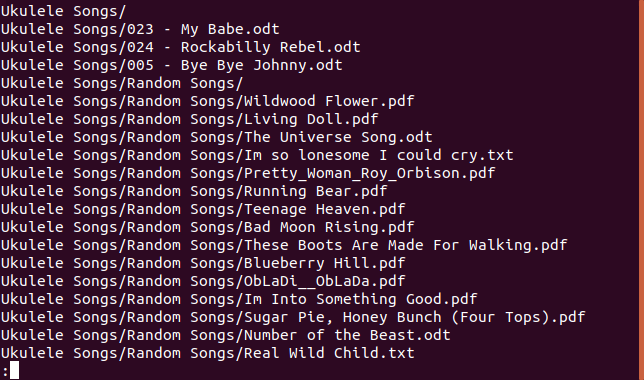 Ukulele Songs/
Ukulele Songs/023 - My Babe.odt
Ukulele Songs/024 - Rockabilly Rebel.odt
Ukulele Songs/005 - Bye Bye Johnny.odt
Ukulele Songs/Random Songs/
Ukulele Songs/Random Songs/Wildwood Flower.pdf
Ukulele Songs/Random Songs/Living Doll.pdf
Ukulele Songs/Random Songs/The Universe Song.odt
Ukulele Songs/Random Songs/Im so lonesome I could cry.txt
Ukulele Songs/Random Songs/Pretty_Woman_Roy_Orbison.pdf
Ukulele Songs/Random Songs/Running Bear.pdf
Ukulele Songs/Random Songs/Teenage Heaven.pdf
Ukulele Songs/Random Songs/Bad Moon Rising.pdf
Ukulele Songs/Random Songs/These Boots Are Made For Walking.pdf
Ukulele Songs/Random Songs/Blueberry Hill.pdf
Ukulele Songs/Random Songs/ObLaDi__ObLaDa.pdf
Ukulele Songs/Random Songs/Im Into Something Good.pdf
Ukulele Songs/Random Songs/Sugar Pie, Honey Bunch (Four Tops).pdf
Ukulele Songs/Random Songs/Number of the Beast.odt
Ukulele Songs/Random Songs/Real Wild Child.txt
: